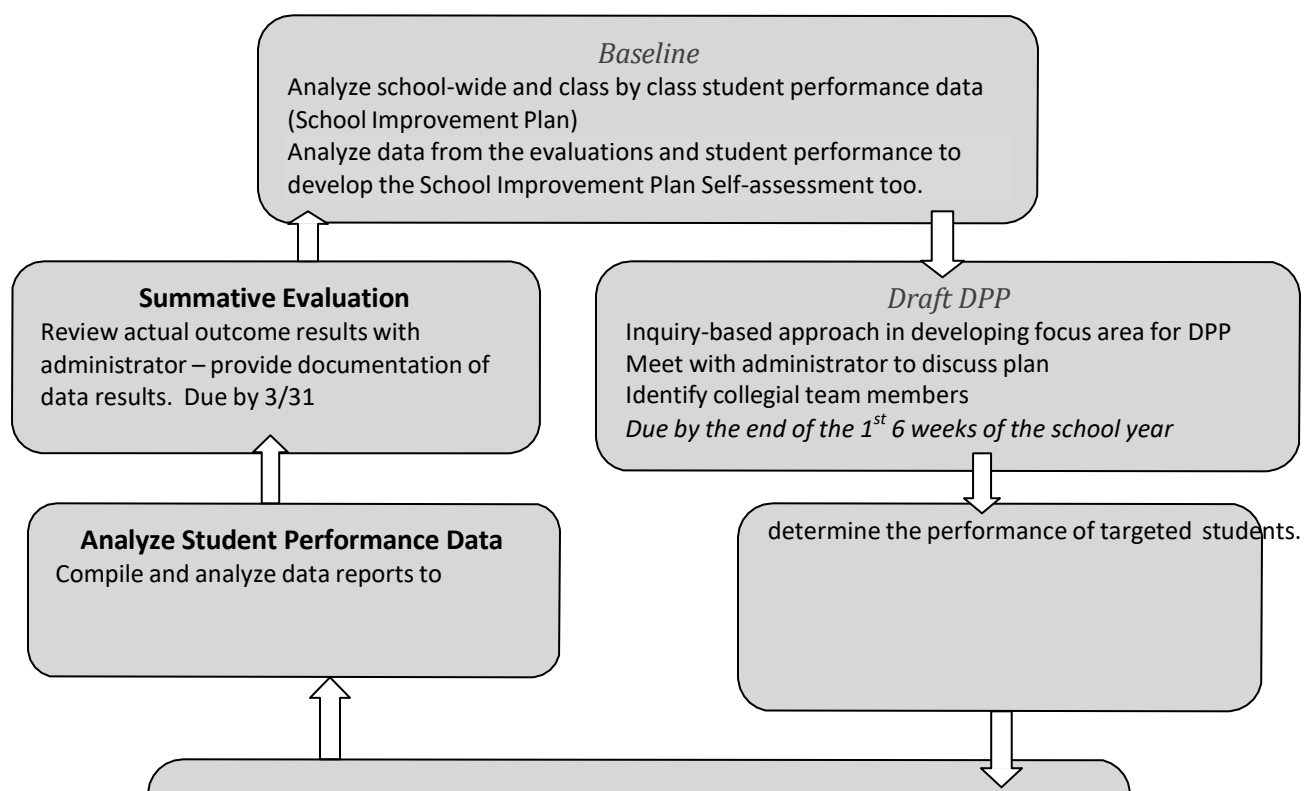 Baseline
Analyze school-wide and class by class student performance data
(School Improvement Plan)
Analyze data from the evaluations and student performance to
develop the School Improvement Plan Self-assessment too.
Summative Evaluation
Review actual outcome results with
administrator – provide documentation of
data results.  Due by 3/31
Draft DPP
Inquiry-based approach in developing focus area for DPP
Meet with administrator to discuss plan
Identify collegial team members
Due by the end of the 1st 6 weeks of the school year
Analyze Student Performance Data
Compile and analyze data reports to
determine the performance of targeted students.